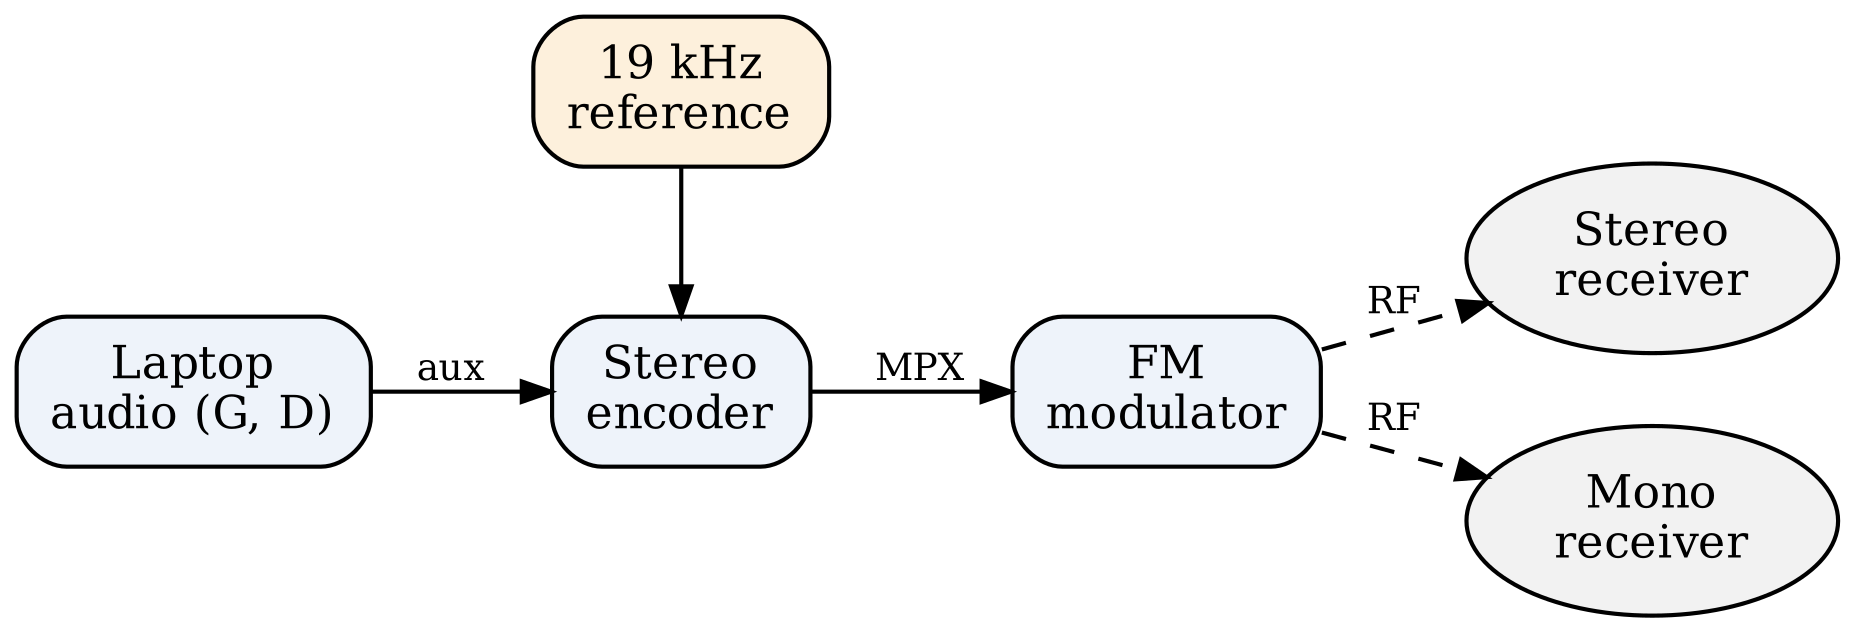 19 kHz
reference
Laptop
audio (G, D)
aux
Stereo
encoder
MPX
FM
modulator
RF
Stereo
receiver
RF
Mono
receiver